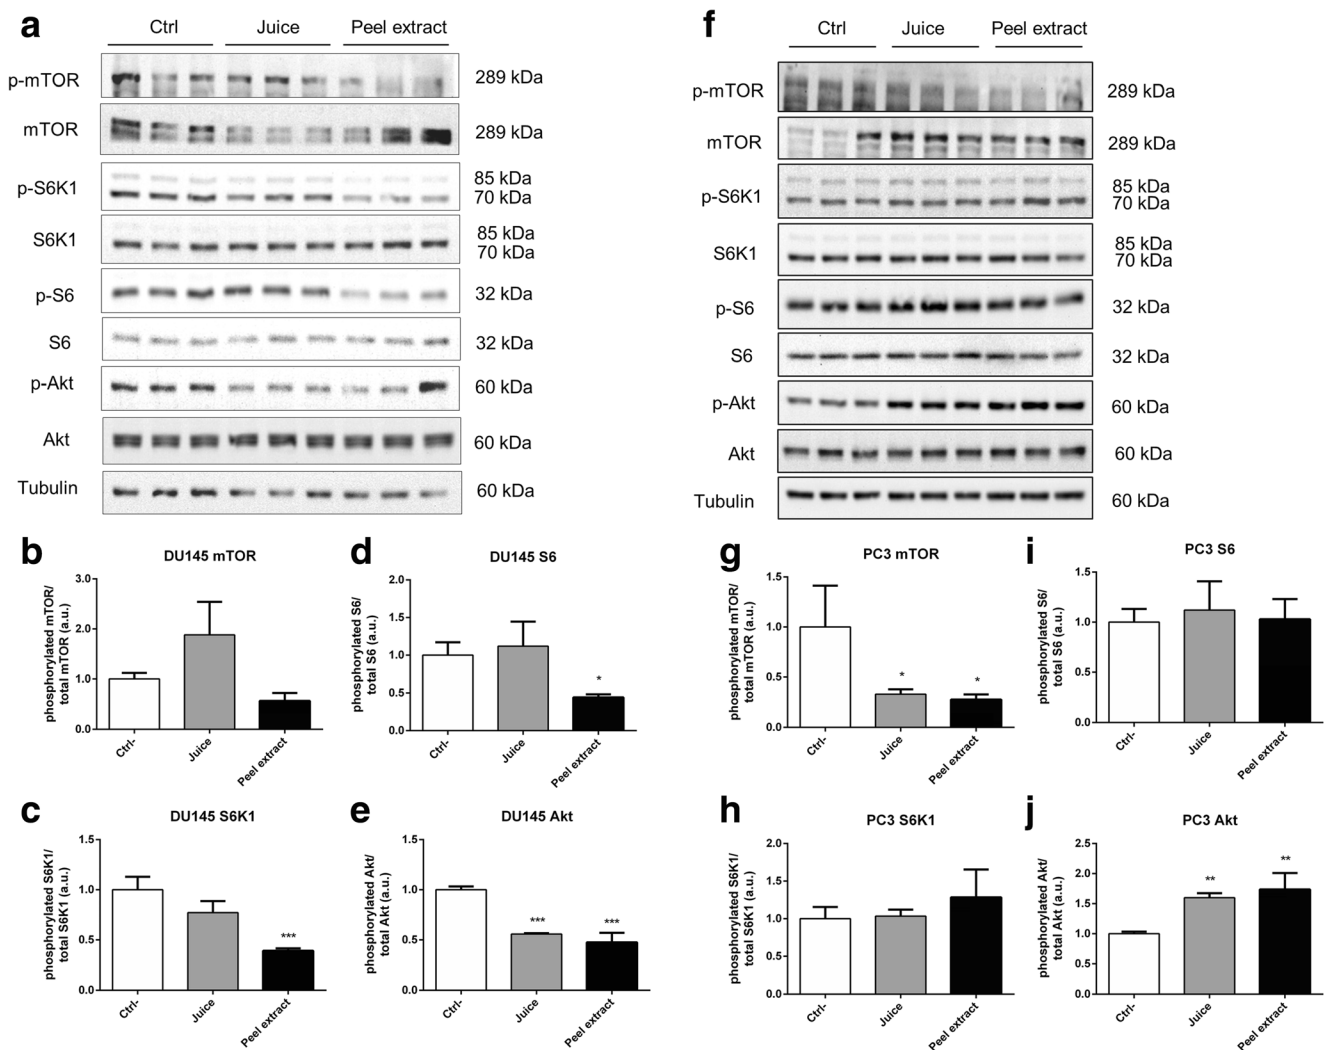 a
Ctrl Juice Peel extract
p-mTOR 289 kDa
mTOR 289 kDa
p-S6K1 85 kDa
70 kDa
S6K1 85 kDa
70 kDa
p-S6 32 kDa
S6 32 kDa
p-Akt 60 kDa
Akt 60 kDa
Tubulin 60 kDa
f
Ctrl Juice Peel extract
p-mTOR 289 kDa
mTOR 289 kDa
p-S6K1 85 kDa
70 kDa
S6K1 85 kDa
70 kDa
p-S6 32 kDa
S6 32 kDa
p-Akt 60 kDa
Akt 60 kDa
Tubulin 60 kDa
b
DU145 mTOR
phosphorylated mTOR/
total mTOR (a.u.)
3.0
2.0
1.0
0.0
Ctrl- Juice Peel extract
d
DU145 S6
phosphorylated S6/
total S6 (a.u.)
2.0
1.5
1.0
0.5
0.0
*
Ctrl- Juice Peel extract
c
DU145 S6K1
phosphorylated S6K1/
total S6K1 (a.u.)
1.5
1.0
0.5
0.0
***
Ctrl- Juice Peel extract
e
DU145 Akt
phosphorylated Akt/
total Akt (a.u.)
1.5
1.0
0.5
0.0
*** ***
Ctrl- Juice Peel extract
g
PC3 mTOR
phosphorylated mTOR/
total mTOR (a.u.)
1.5
1.0
0.5
0.0
* *
Ctrl- Juice Peel extract
i
PC3 S6
phosphorylated S6/
total S6 (a.u.)
1.5
1.0
0.5
0.0
Ctrl- Juice Peel extract
h
PC3 S6K1
phosphorylated S6K1/
total S6K1 (a.u.)
2.0
1.5
1.0
0.5
0.0
Ctrl- Juice Peel extract
j
PC3 Akt
phosphorylated Akt/
total Akt (a.u.)
2.5
2.0
1.5
1.0
0.5
0.0
** **
Ctrl- Juice Peel extract